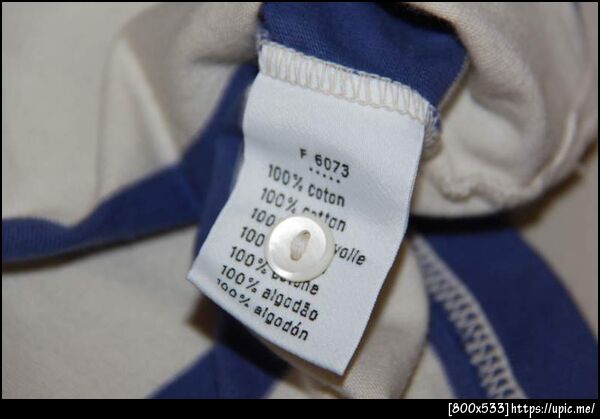 F 6073
•••••
100% coton
100% cotton
100
100
100% cotone
100% algodão
100% algodón
[800x533]https://upic.me/